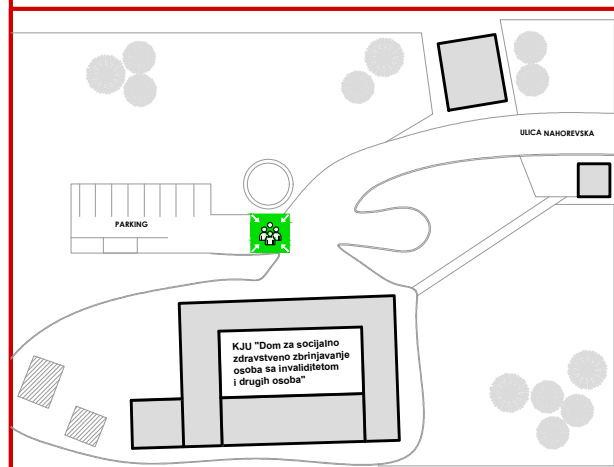 ULICA NAHOREVSKA
PARKING
KJU "Dom za socijalno
zdravstveno zbrinjavanje
osoba sa invaliditetom
i drugih osoba"